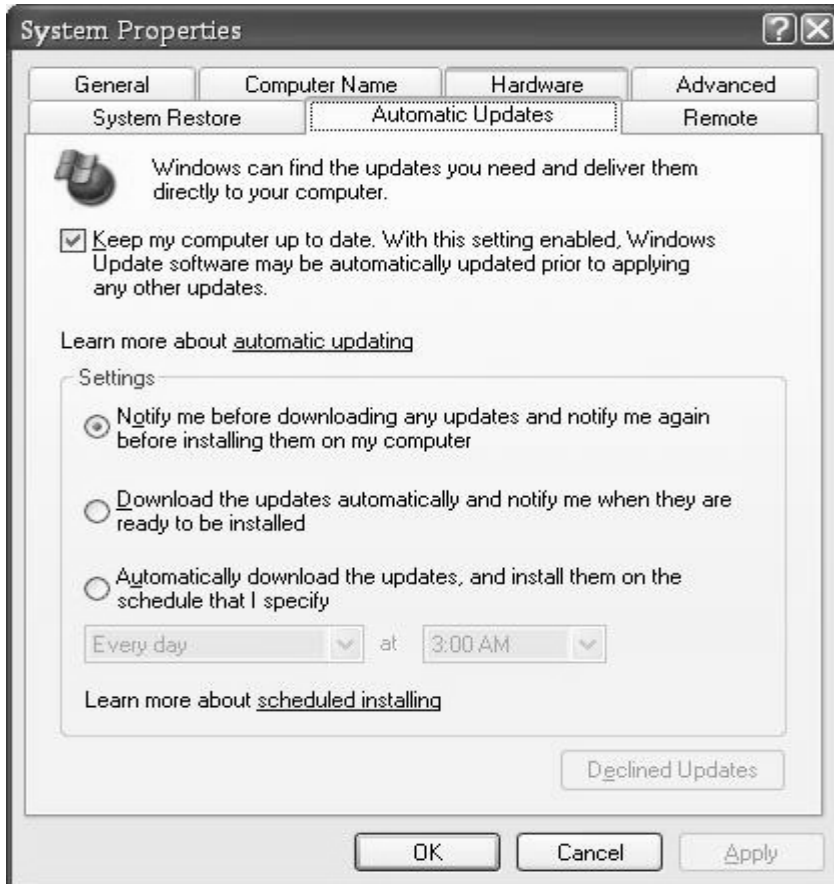 System Properties
General Computer Name Hardware Advanced
System Restore Automatic Updates Remote
Windows can find the updates you need and deliver them
directly to your computer.
Keep my computer up to date. With this setting enabled, Windows
Update software may be automatically updated prior to applying
any other updates.
Learn more about automatic updating
Settings
Notify me before downloading any updates and notify me again
before installing them on my computer
Download the updates automatically and notify me when they are
ready to be installed
Automatically download the updates, and install them on the
schedule that I specify
Every day at 3:00 AM
Learn more about scheduled installing
Declined Updates
OK Cancel Apply